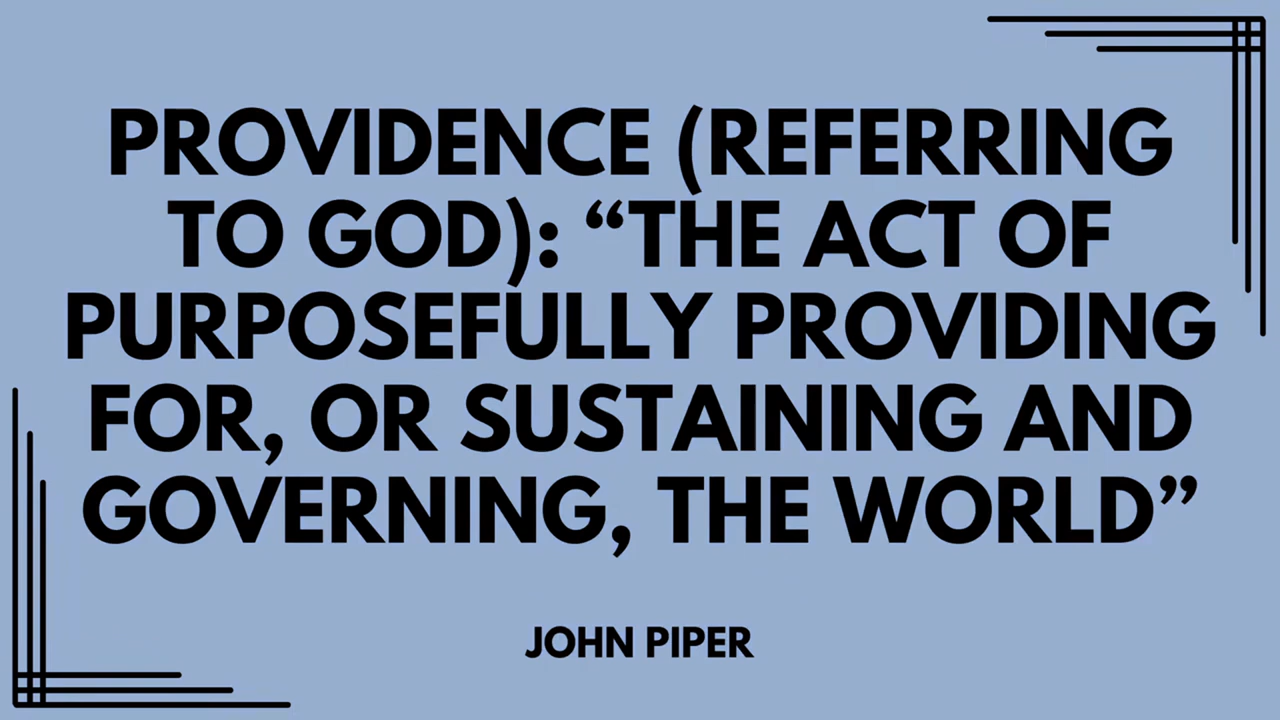 PROVIDENCE (REFERRING
TO GOD): “THE ACT OF
PURPOSEFULLY PROVIDING
FOR, OR SUSTAINING AND
GOVERNING, THE WORLD”
JOHN PIPER